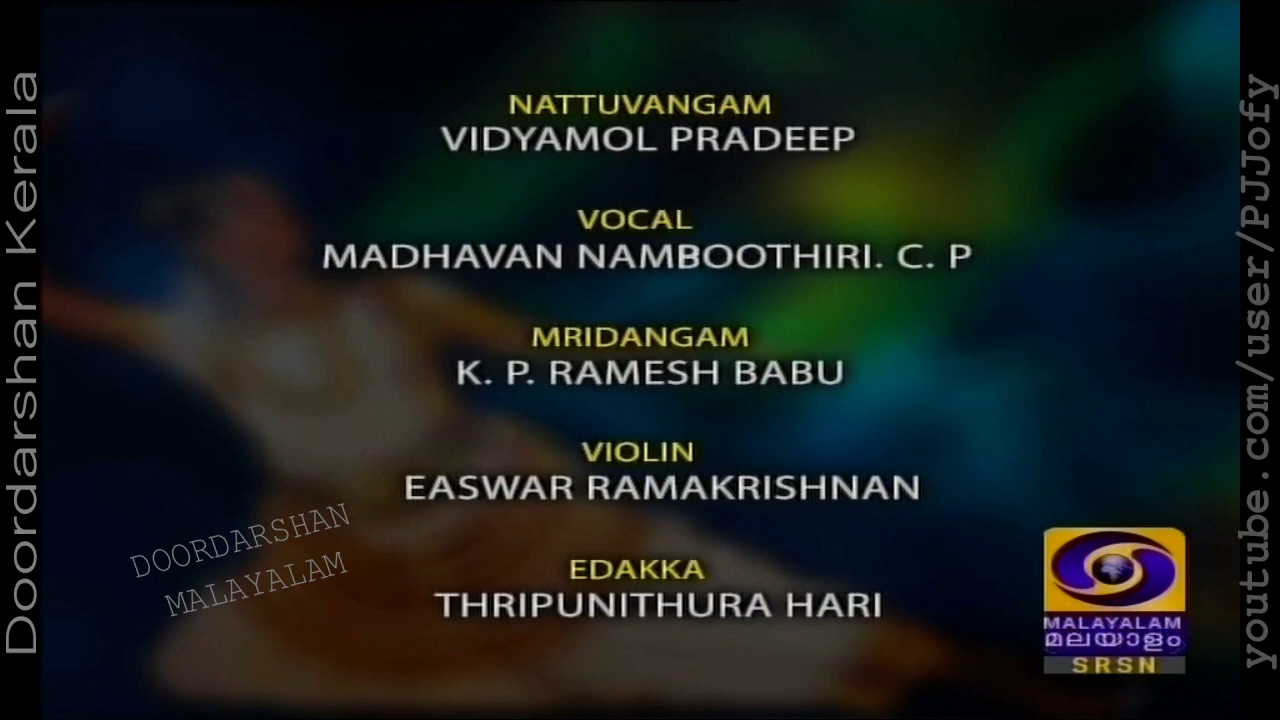 Doordarshan Kerala
NATTUVANGAM
VIDYAMOL PRADEEP
VOCAL
MADHAVAN NAMBOOTHIRI. C. P
MRIDANGAM
K. P. RAMESH BABU
VIOLIN
EASWAR RAMAKRISHNAN
EDAKKA
THRIPUNITHURA HARI
DOORDARSHAN
MALAYALAM
MALAYALAM
മലയാളം
SRSN
youtube.com/user/PJJofy